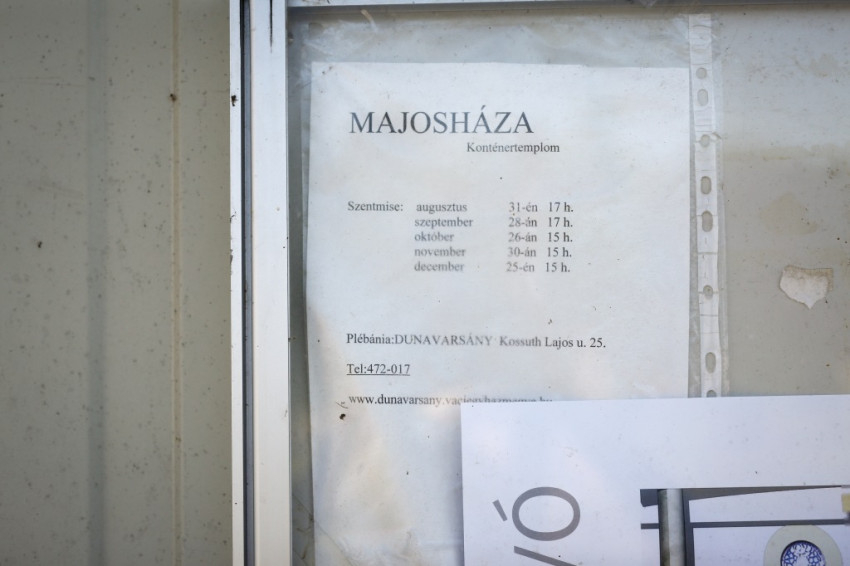 MAJOSHÁZA
Konténertemplom
Szentmise: augusztus 31-én 17 h.
szeptember 28-án 17 h.
október 26-án 15 h.
november 30-án 15 h.
december 25-én 15 h.
Plébánia:DUNAVARSÁNY Kossuth Lajos u. 25.
Tel:472-017